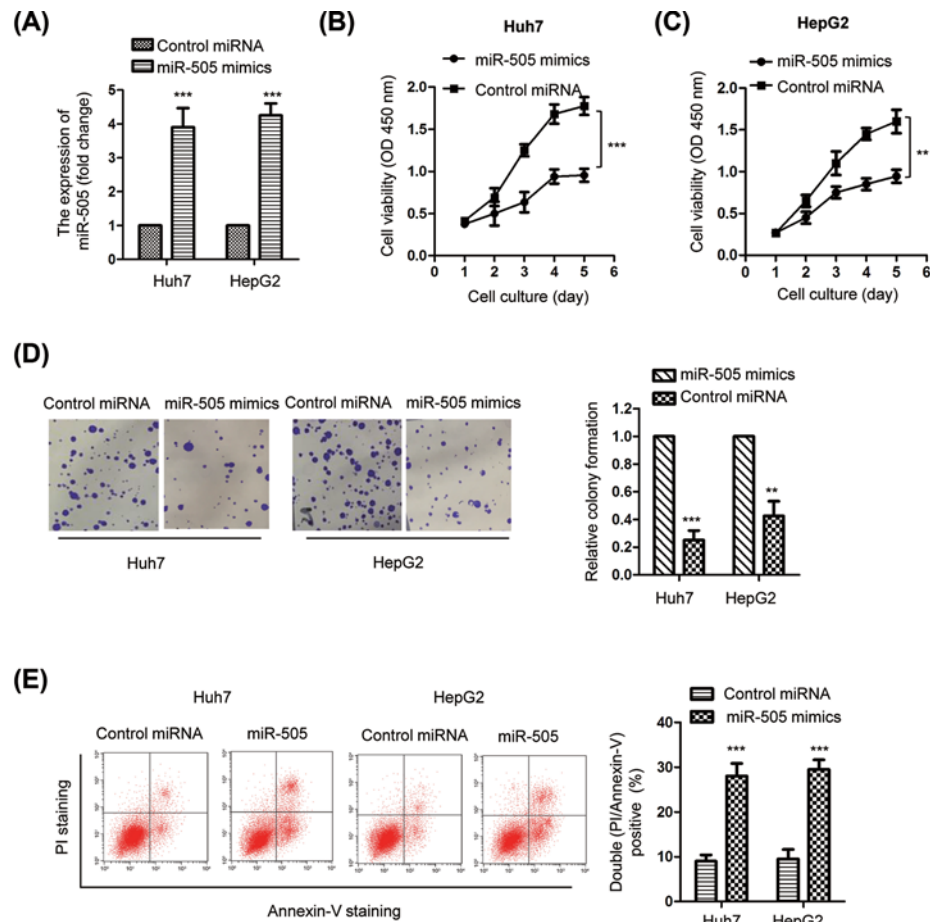 (A)
Control miRNA
miR-505 mimics
The expression of
miR-505 (fold change)
5
4
3
2
1
0
***
***
Huh7
HepG2
(B)
Huh7
miR-505 mimics
Control miRNA
Cell viability (OD 450 nm)
2.0
1.5
1.0
0.5
0.0
***
0 1 2 3 4 5 6
Cell culture (day)
(C)
HepG2
miR-505 mimics
Control miRNA
Cell viability (OD 450 nm)
2.0
1.5
1.0
0.5
0.0
**
0 1 2 3 4 5 6
Cell culture (day)
(D)
Control miRNA
miR-505 mimics
Control miRNA
miR-505 mimics
Huh7
HepG2
miR-505 mimics
Control miRNA
Relative colony formation
1.2
1.0
0.8
0.6
0.4
0.2
0.0
***
**
Huh7
HepG2
(E)
Huh7
HepG2
Control miRNA
miR-505
Control miRNA
miR-505
PI staining
Annexin-V staining
Control miRNA
miR-505 mimics
Double (PI/Annexin-V)
positive (%)
40
30
20
10
0
***
***
Huh7
HepG2